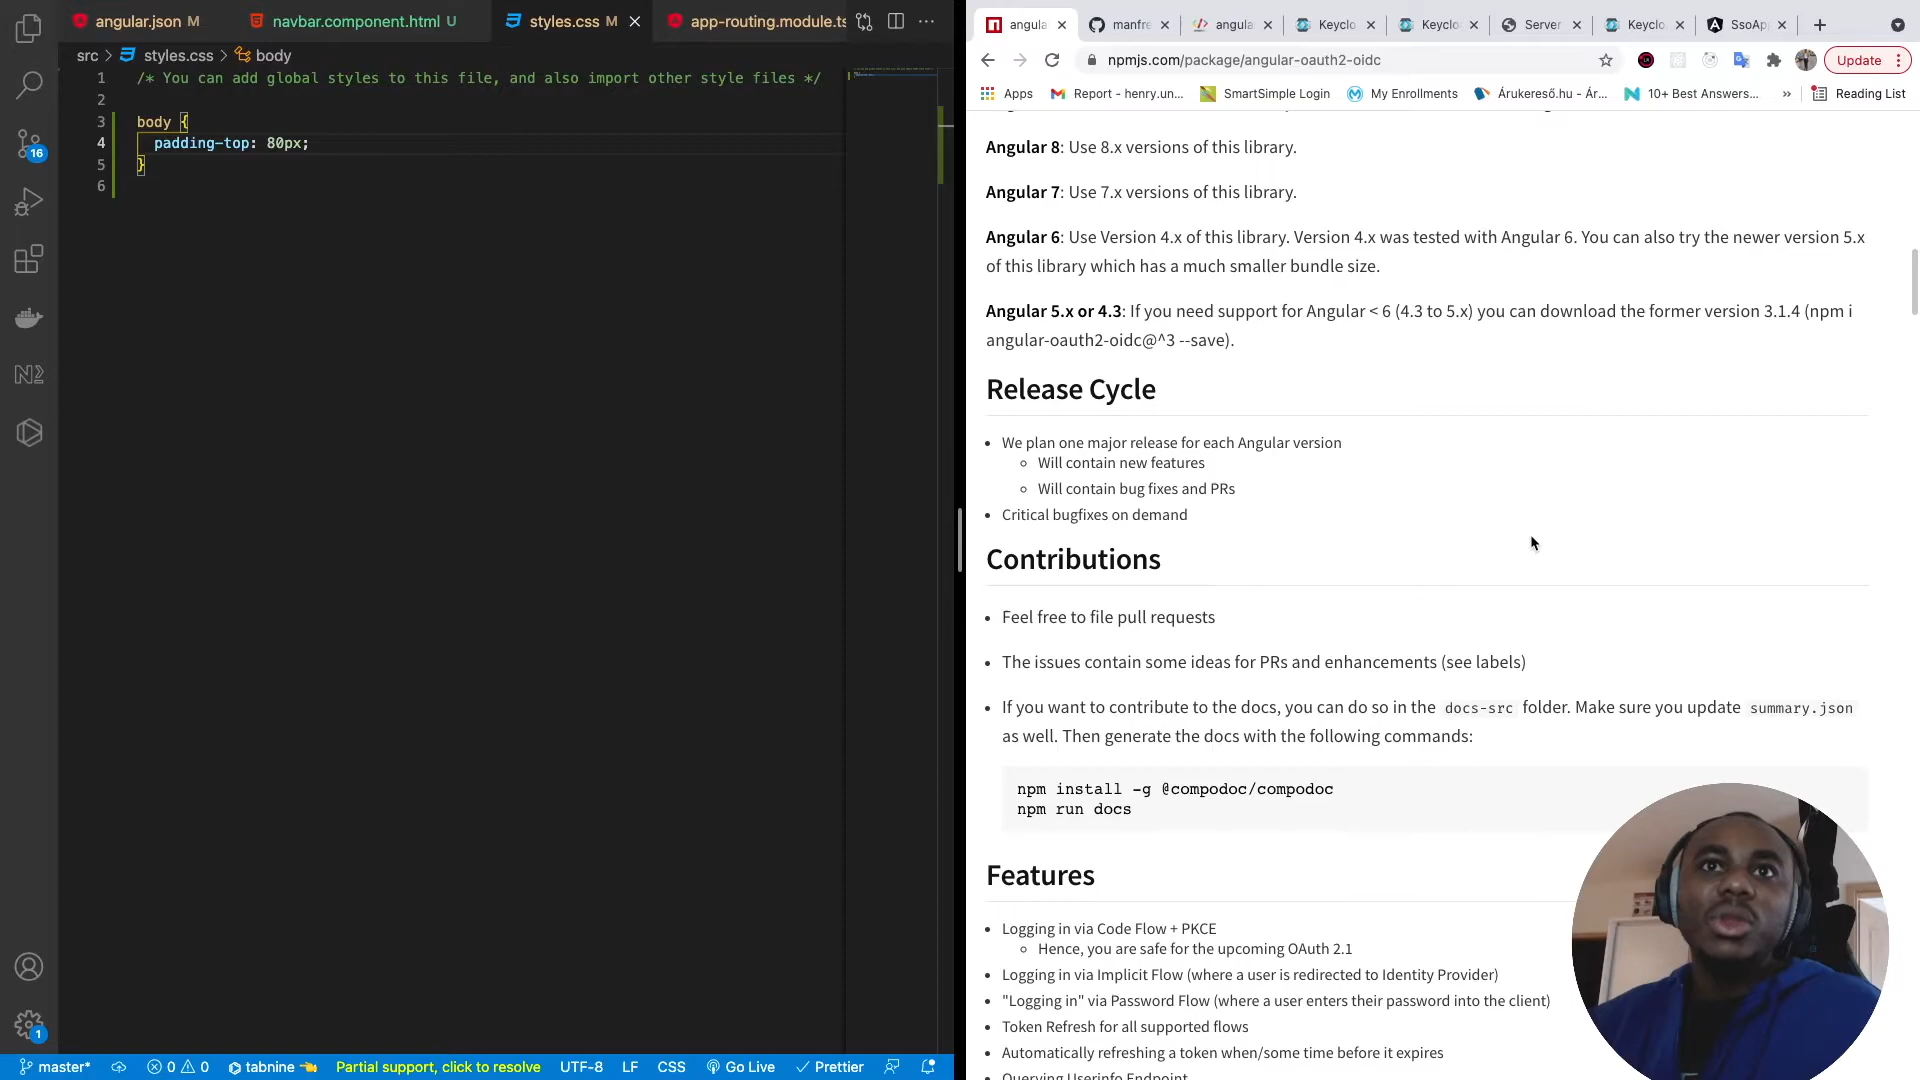 angular.json M
navbar.component.html U
styles.css M
app-routing.module.ts
src > styles.css > body
1 /* You can add global styles to this file, and also import other style files */
2
3 body {
4 padding-top: 80px;
5 }
6
16
1
master*
0 0
tabnine
Partial support, click to resolve
UTF-8
LF
CSS
Go Live
Prettier
angula
manfre
angula
Keyclo
Keyclo
Server
Keyclo
SsoAp
npmjs.com/package/angular-oauth2-oidc
Update
Apps
Report - henry.un...
SmartSimple Login
My Enrollments
Árukereső.hu - Ár...
10+ Best Answers...
»
Reading List
Angular 8: Use 8.x versions of this library.
Angular 7: Use 7.x versions of this library.
Angular 6: Use Version 4.x of this library. Version 4.x was tested with Angular 6. You can also try the newer version 5.x
of this library which has a much smaller bundle size.
Angular 5.x or 4.3: If you need support for Angular < 6 (4.3 to 5.x) you can download the former version 3.1.4 (npm i
angular-oauth2-oidc@^3 --save).
Release Cycle
We plan one major release for each Angular version
Will contain new features
Will contain bug fixes and PRs
Critical bugfixes on demand
Contributions
Feel free to file pull requests
The issues contain some ideas for PRs and enhancements (see labels)
If you want to contribute to the docs, you can do so in the docs-src folder. Make sure you update summary.json
as well. Then generate the docs with the following commands:
npm install -g @compodoc/compodoc
npm run docs
Features
Logging in via Code Flow + PKCE
Hence, you are safe for the upcoming OAuth 2.1
Logging in via Implicit Flow (where a user is redirected to Identity Provider)
"Logging in" via Password Flow (where a user enters their password into the client)
Token Refresh for all supported flows
Automatically refreshing a token when/some time before it expires
Querying Userinfo Endpoint